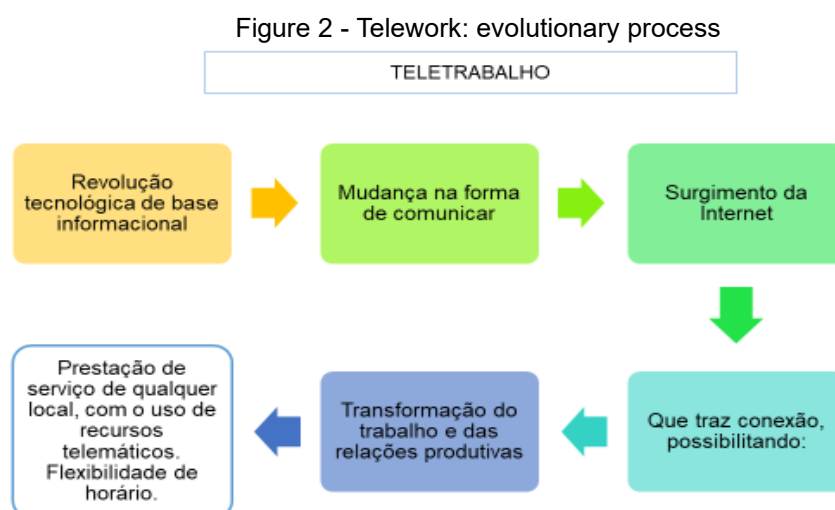 Figure 2 - Telework: evolutionary process
TELETRABALHO
Revolução
tecnológica de base
informacional
Mudança na forma
de comunicar
Surgimento da
Internet
Que traz conexão,
possibilitando:
Transformação do
trabalho e das
relações produtivas
Prestação de
serviço de qualquer
local, com o uso de
recursos
telemáticos.
Flexibilidade de
horário.